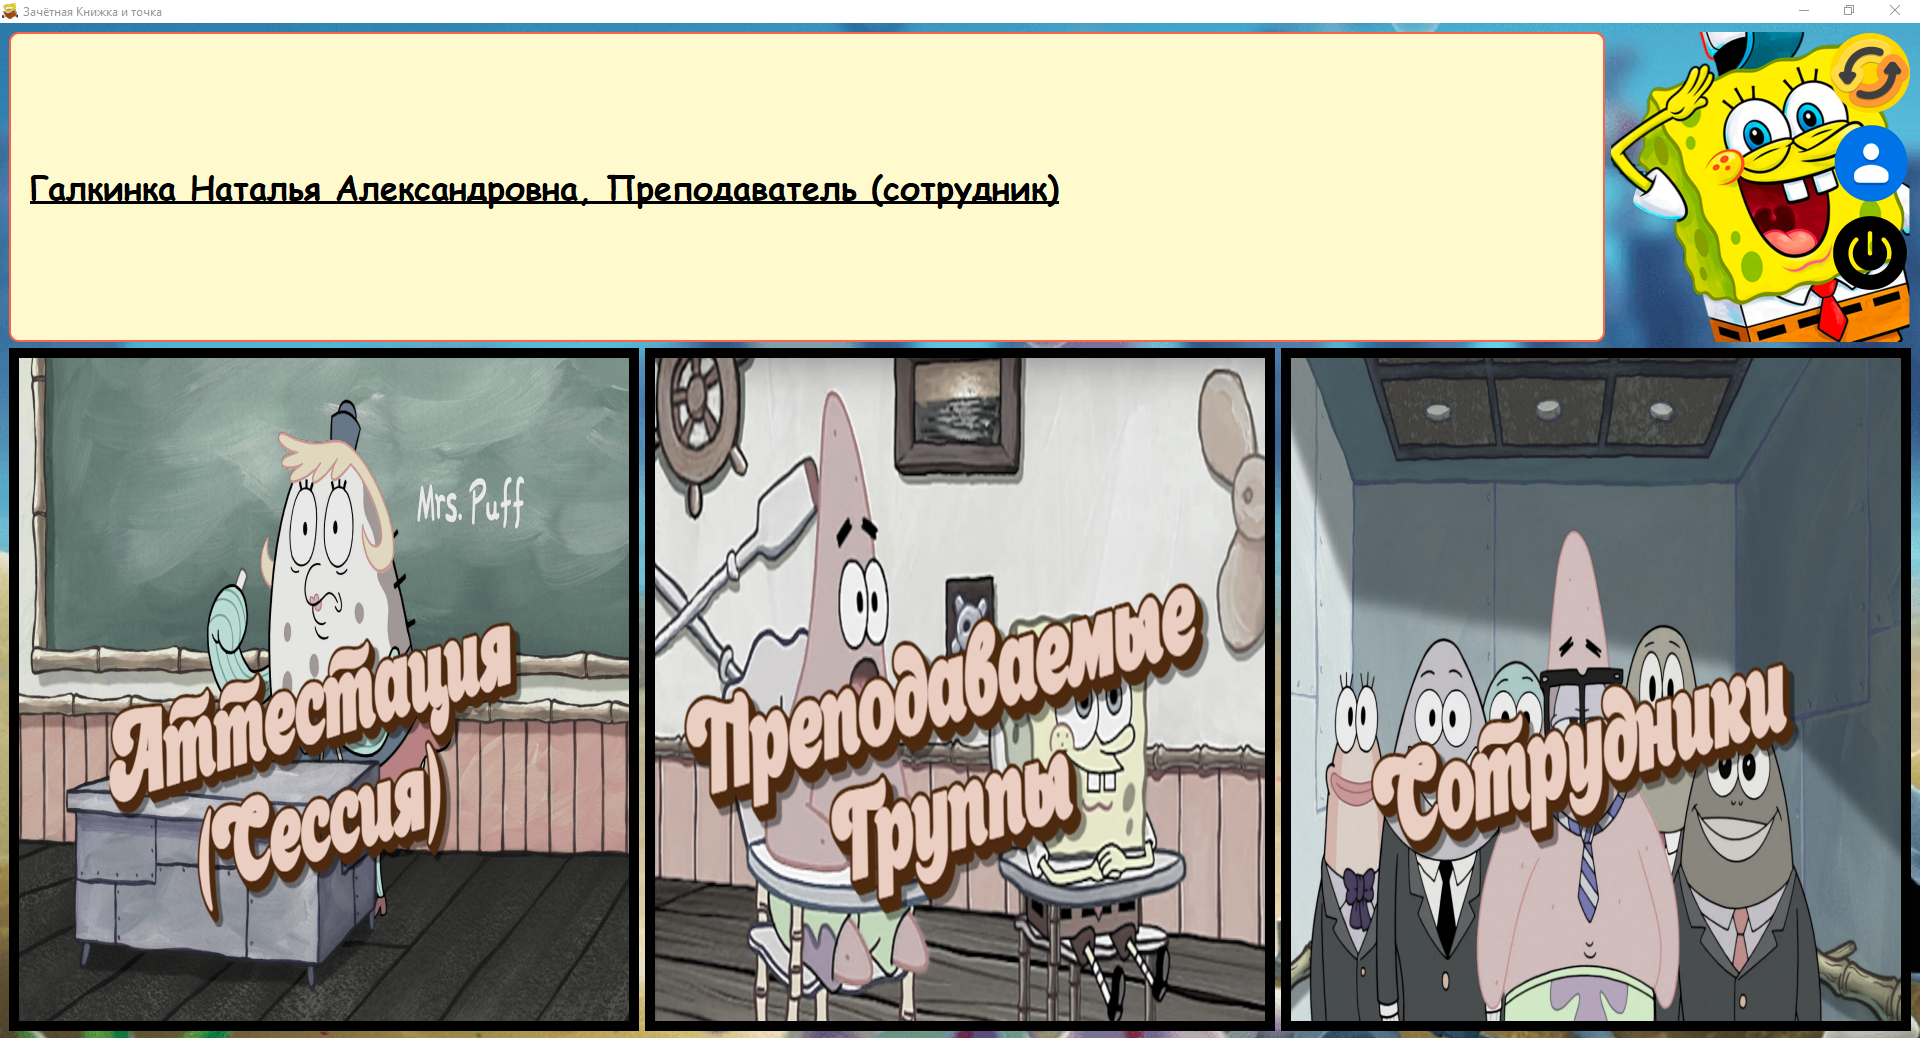 Зачётная Книжка и точка
Галкинка Наталья Александровна, Преподаватель (сотрудник)
Mrs. Puff
Аттестация
(Сессия)
Преподаваемые
Группы
Сотрудники